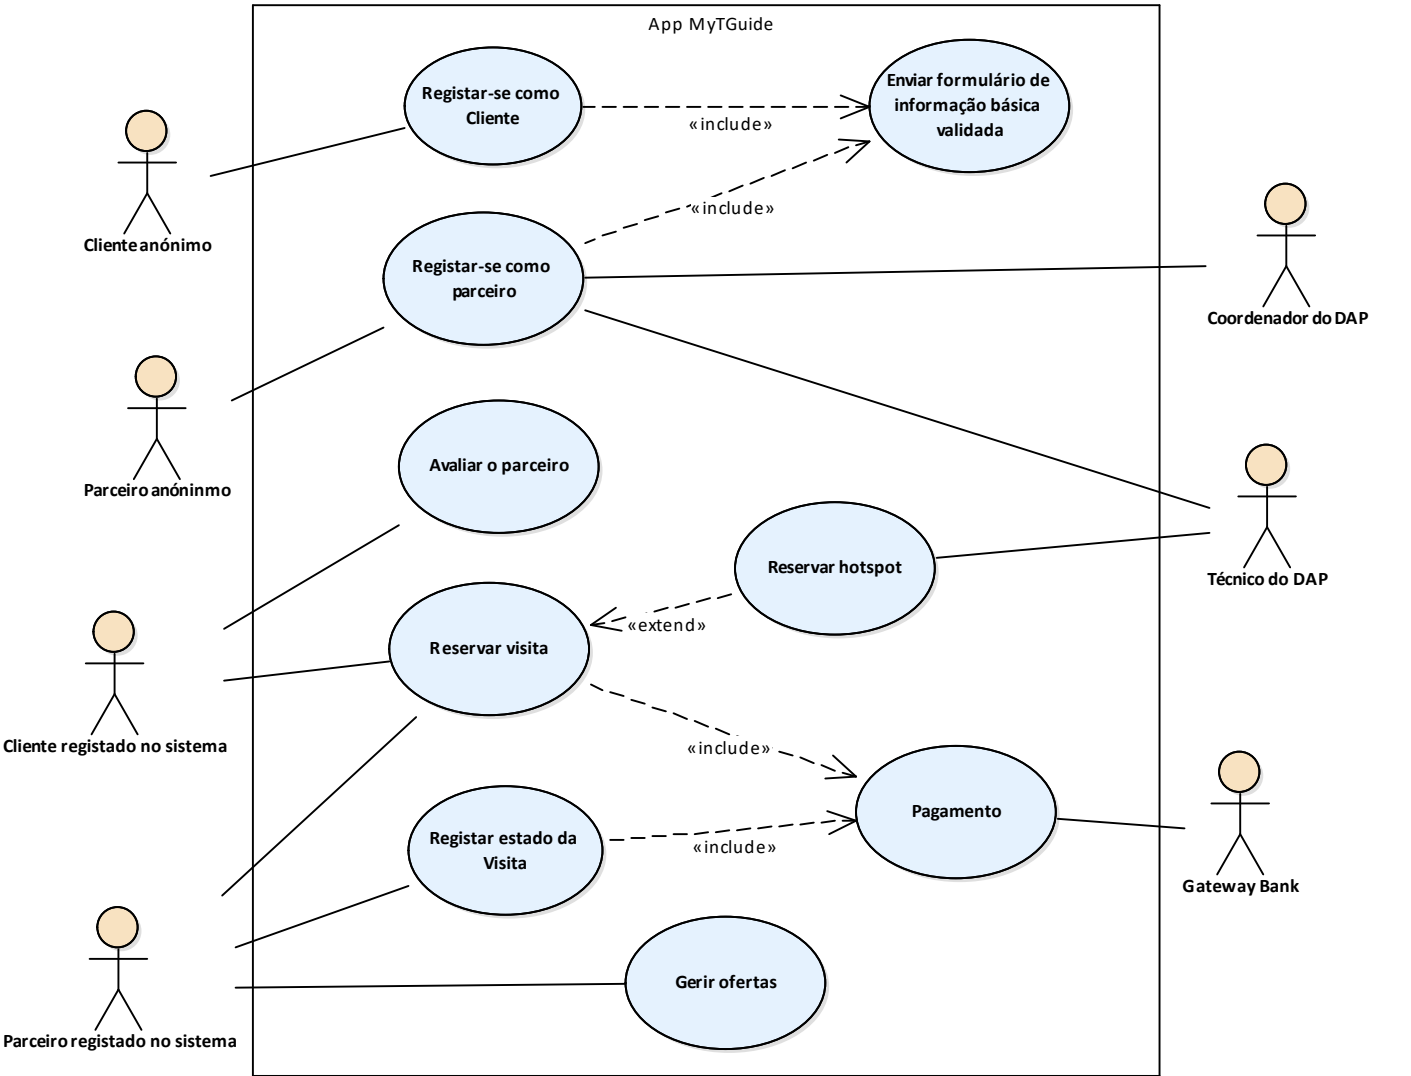 App MyTGuide
Registar-se como
Cliente
Enviar formulário de
informação básica
validada
«include»
Cliente anónimo
«include»
Registar-se como
parceiro
Coordenador do DAP
Parceiro anóninmo
Avaliar o parceiro
Reservar hotspot
Técnico do DAP
«extend»
Reservar visita
Cliente registado no sistema
«include»
Pagamento
Registar estado da
Visita
«include»
Gateway Bank
Gerir ofertas
Parceiro registado no sistema